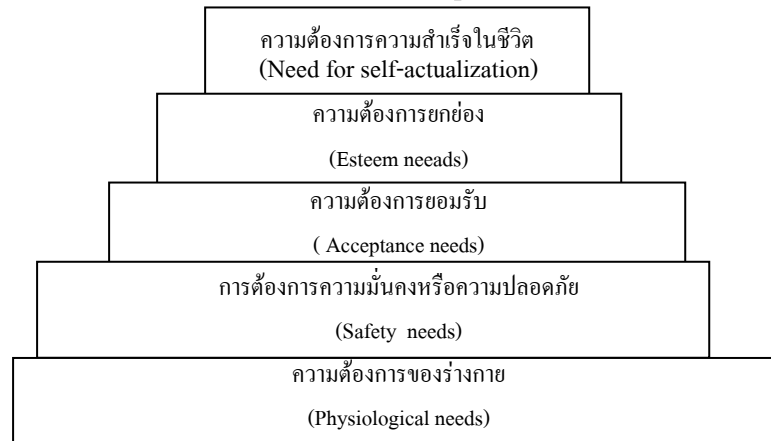 ความต้องการความสำเร็จในชีวิต
(Need for self-actualization)
ความต้องการยกย่อง
(Esteem neeads)
ความต้องการยอมรับ
( Acceptance needs)
การต้องการความมั่นคงหรือความปลอดภัย
(Safety needs)
ความต้องการของร่างกาย
(Physiological needs)